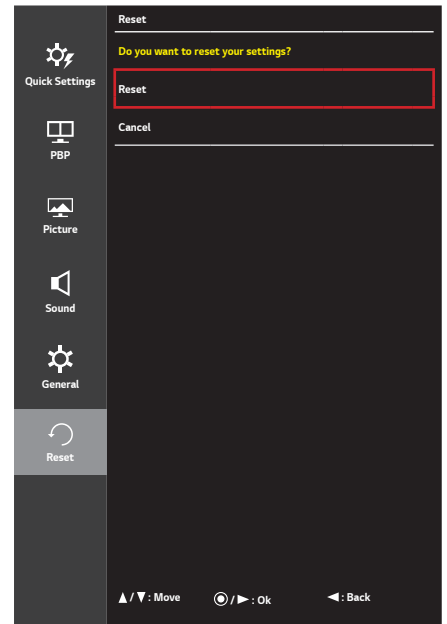 Reset
Do you want to reset your settings?
Reset
Cancel
Quick Settings
PBP
Picture
Sound
General
Reset
▲/▼: Move
◉/►: Ok
◄: Back